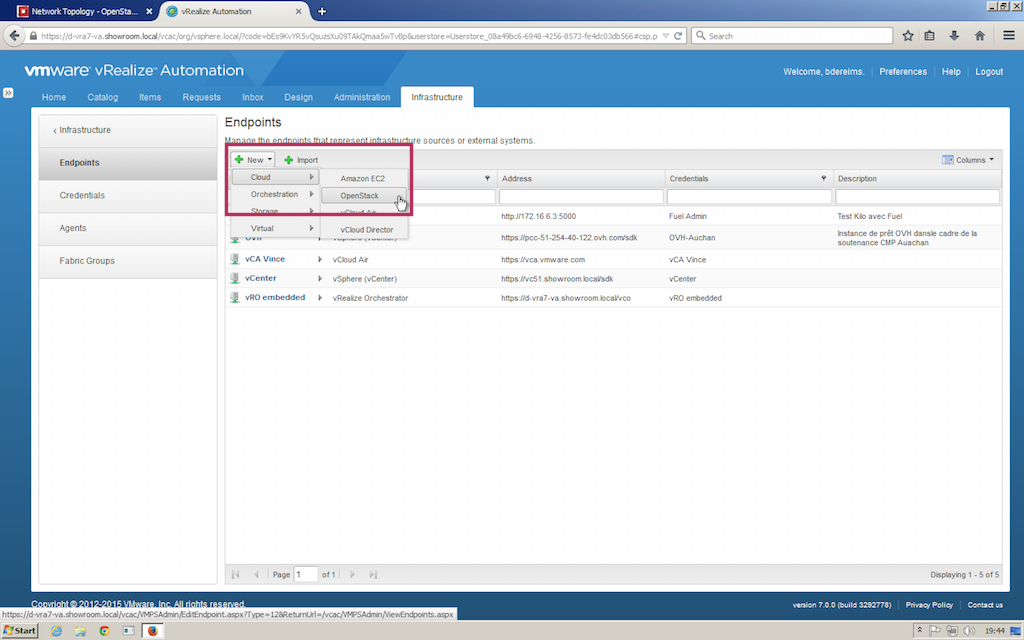 Network Topology - OpenSta...
vRealize Automation
https://d-vra7-va.showroom.local/vcac/org/vsphere.local/?code=bEs9KvYR5vQsuzsXu09TAkQmaa5wTvBp&userstore=Userstore_08a49bc6-6948-4256-8573-fe4dc03db566#csp.p
Search
vmware vRealize Automation
Welcome, bdereims.
Preferences
Help
Logout
Home
Catalog
Items
Requests
Inbox
Design
Administration
Infrastructure
‹ Infrastructure
Endpoints
Credentials
Agents
Fabric Groups
Endpoints
Manage the endpoints that represent infrastructure sources or external systems.
New
Import
Columns
Cloud
Orchestration
Storage
Virtual
Amazon EC2
OpenStack
vCloud Air
vCloud Director
Address
Credentials
Description
http://172.16.6.3:5000
Fuel Admin
Test Kilo avec Fuel
OVH
vSphere (vCenter)
https://pcc-51-254-40-122.ovh.com/sdk
OVH-Auchan
Instance de prêt OVH dansle cadre de la
soutenance CMP Auachan
vCA Vince
vCloud Air
https://vca.vmware.com
vCA Vince
vCenter
vSphere (vCenter)
https://vc51.showroom.local/sdk
vCenter
vRO embedded
vRealize Orchestrator
https://d-vra7-va.showroom.local/vco
vRO embedded
Page 1 of 1
Displaying 1 - 5 of 5
Copyright © 2012-2015 VMware, Inc. All rights reserved.
version 7.0.0 (build 3292778)
Privacy Policy
Contact us
https://d-vra7-va.showroom.local/vcac/VMPSAdmin/EditEndpoint.aspx?Type=12&ReturnUrl=/vcac/VMPSAdmin/ViewEndpoints.aspx
Start
19:44